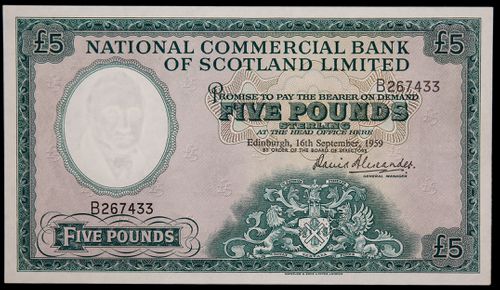 £5
£5
NATIONAL COMMERCIAL BANK
OF SCOTLAND LIMITED
B267433
PROMISE TO PAY THE BEARER ON DEMAND
FIVE POUNDS
STERLING
AT THE HEAD OFFICE HERE
Edinburgh, 16th September, 1959
BY ORDER OF THE BOARD OF DIRECTORS
David Alexander
GENERAL MANAGER
B267433
FIVE POUNDS
£5